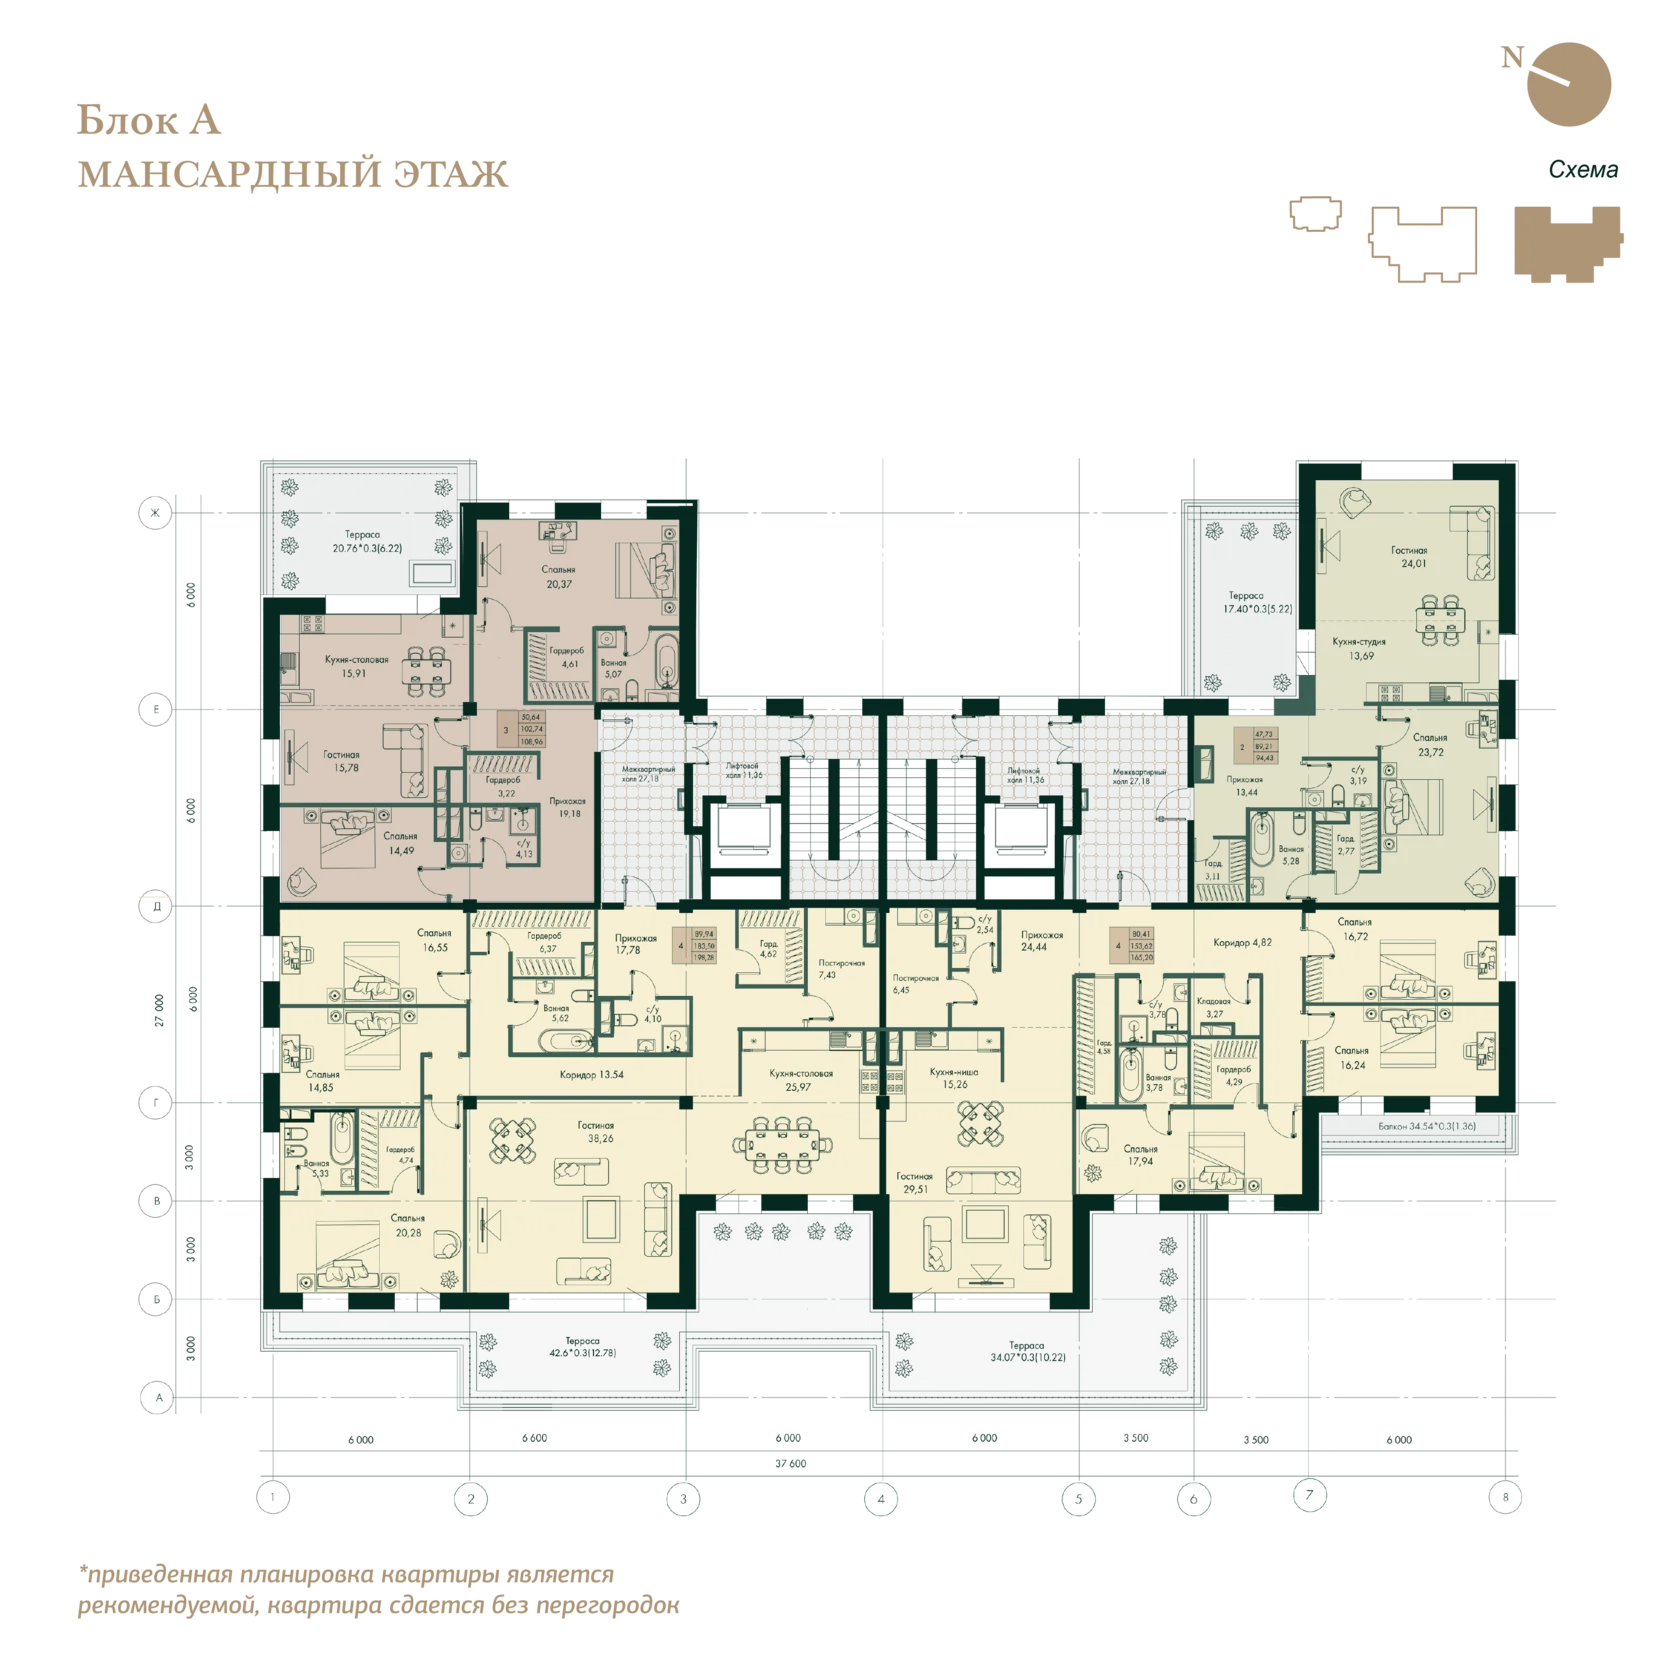 N
Блок А
МАНСАРДНЫЙ ЭТАЖ
Схема
Ж
Е
Д
Г
В
Б
А
6 000
6 000
6 000
27 000
3 000
3 000
3 000
Терраса
20.76*0.3(6.22)
Спальня
20,37
Гардероб
4,61
Ванная
5,07
Кухня-столовая
15,91
Гостиная
15,78
3
50,64
102,74
108,96
Гардероб
3,22
Прихожая
19,18
Спальня
14,49
с/у
4,13
Межквартирный
холл 27,18
Лифтовой
холл 11,36
Лифтовой
холл 11,36
Межквартирный
холл 27,18
Терраса
17.40*0.3(5.22)
Гостиная
24,01
Кухня-студия
13,69
2
47,73
89,21
94,43
Прихожая
13,44
Спальня
23,72
с/у
3,19
Ванная
5,28
Гард.
2,77
Гард.
3,11
Спальня
16,55
Гардероб
6,37
Прихожая
17,78
4
89,94
183,50
198,28
Гард.
4,62
Постирочная
7,43
Ванная
5,62
с/у
4,10
Спальня
14,85
Коридор 13.54
Кухня-столовая
25,97
Гостиная
38,26
Ванная
5,33
Гардероб
4,74
Спальня
20,28
Постирочная
6,45
с/у
2,54
Прихожая
24,44
4
80,41
153,62
165,20
Коридор 4,82
Спальня
16,72
Кладовая
3,27
с/у
3,78
Гард.
4,58
Ванная
3,78
Гардероб
4,29
Спальня
16,24
Кухня-ниша
15,26
Гостиная
29,51
Спальня
17,94
Балкон 34.54*0.3(1.36)
Терраса
42.6*0.3(12.78)
Терраса
34.07*0.3(10.22)
6 000
6 600
6 000
6 000
3 500
3 500
6 000
37 600
1
2
3
4
5
6
7
8
*приведенная планировка квартиры является
рекомендуемой, квартира сдается без перегородок